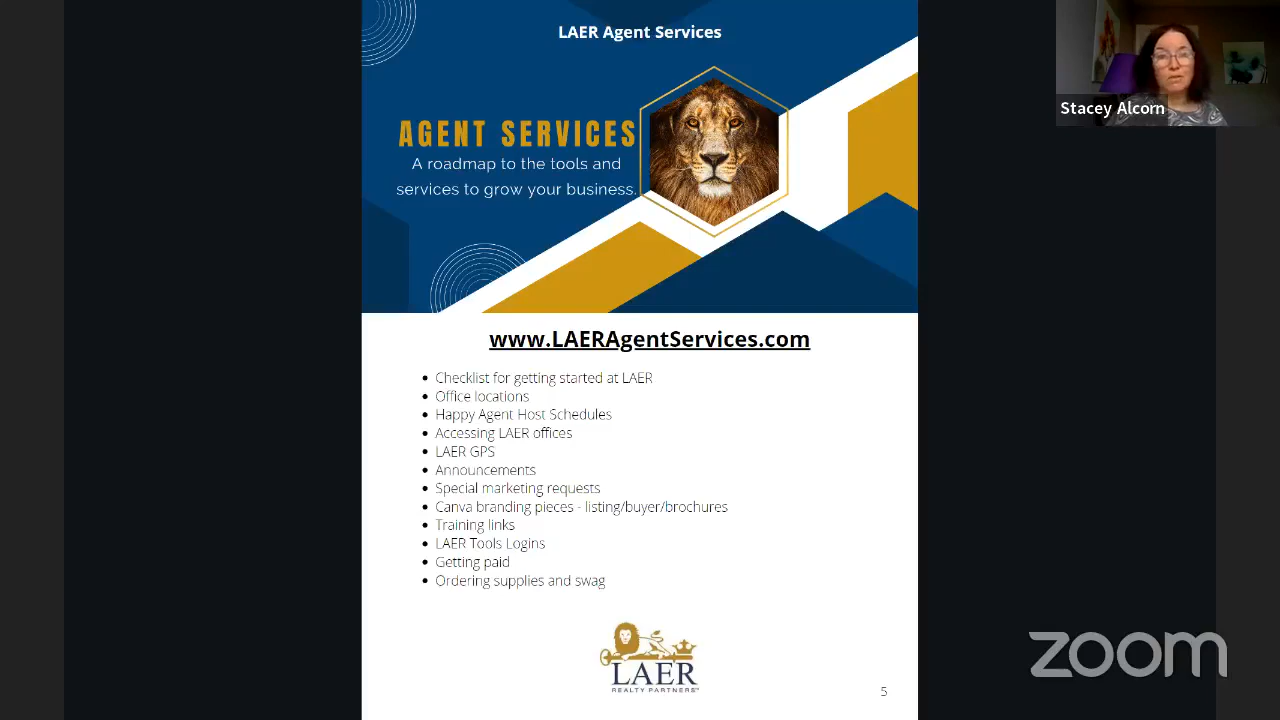 LAER Agent Services
AGENT SERVICES
A roadmap to the tools and
services to grow your business.
Stacey Alcorn
www.LAERAgentServices.com
• Checklist for getting started at LAER
• Office locations
• Happy Agent Host Schedules
• Accessing LAER offices
• LAER GPS
• Announcements
• Special marketing requests
• Canva branding pieces - listing/buyer/brochures
• Training links
• LAER Tools Logins
• Getting paid
• Ordering supplies and swag
LAER
REALTY PARTNERS™
5
zoom